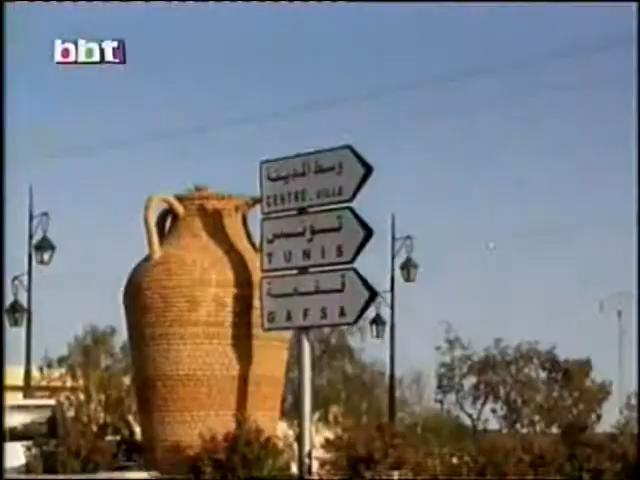 bbt
وسط المدينة
CENTRE.VILLE
تونس
TUNIS
قفصة
GAFSA